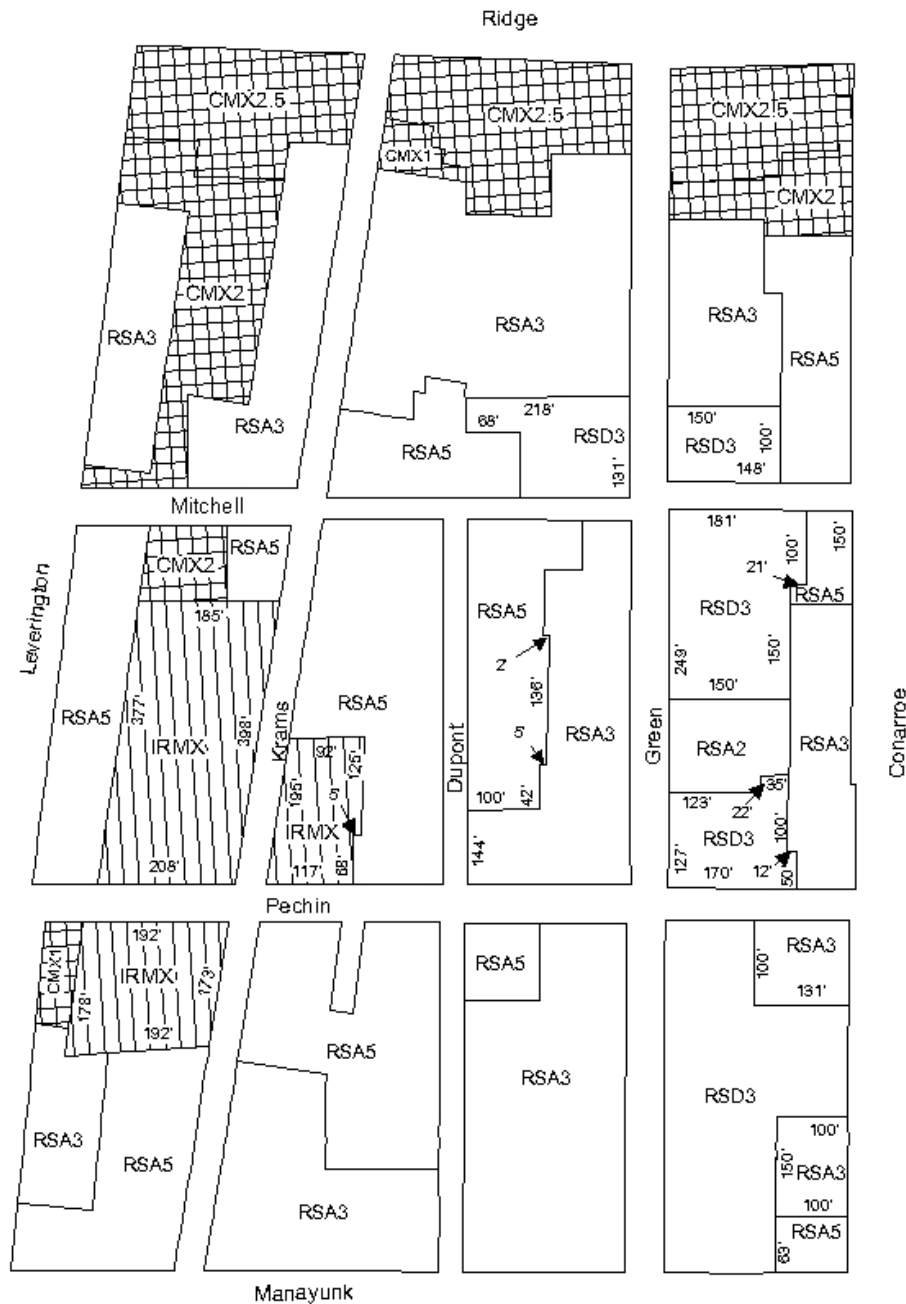 Ridge
CMX2.5
CMX2.5
CMX2.5
CMX1
CMX2
CMX2
RSA3
RSA3
RSA3
RSA3
RSA5
RSA3
218'
68'
RSD3
131'
RSA5
150'
100'
RSD3
148'
Mitchell
Leverington
CMX2
RSA5
185'
377'
398'
IRMX
RSA5
208'
Krams
RSA5
92'
125'
195'
5'
IRMX
117'
68'
Dupont
RSA5
2'
136'
5'
RSA3
100'
42'
144'
Green
181'
100'
150'
21'
RSA5
RSD3
249'
150'
150'
RSA2
RSA3
35'
123'
22'
100'
RSD3
127'
170'
12'
50'
Conarroe
Pechin
CMX1
192'
IRMX
178'
173'
192'
RSA3
RSA5
RSA5
RSA3
RSA5
RSA3
RSA3
100'
131'
RSD3
100'
150'
RSA3
100'
RSA5
63'
Manayunk